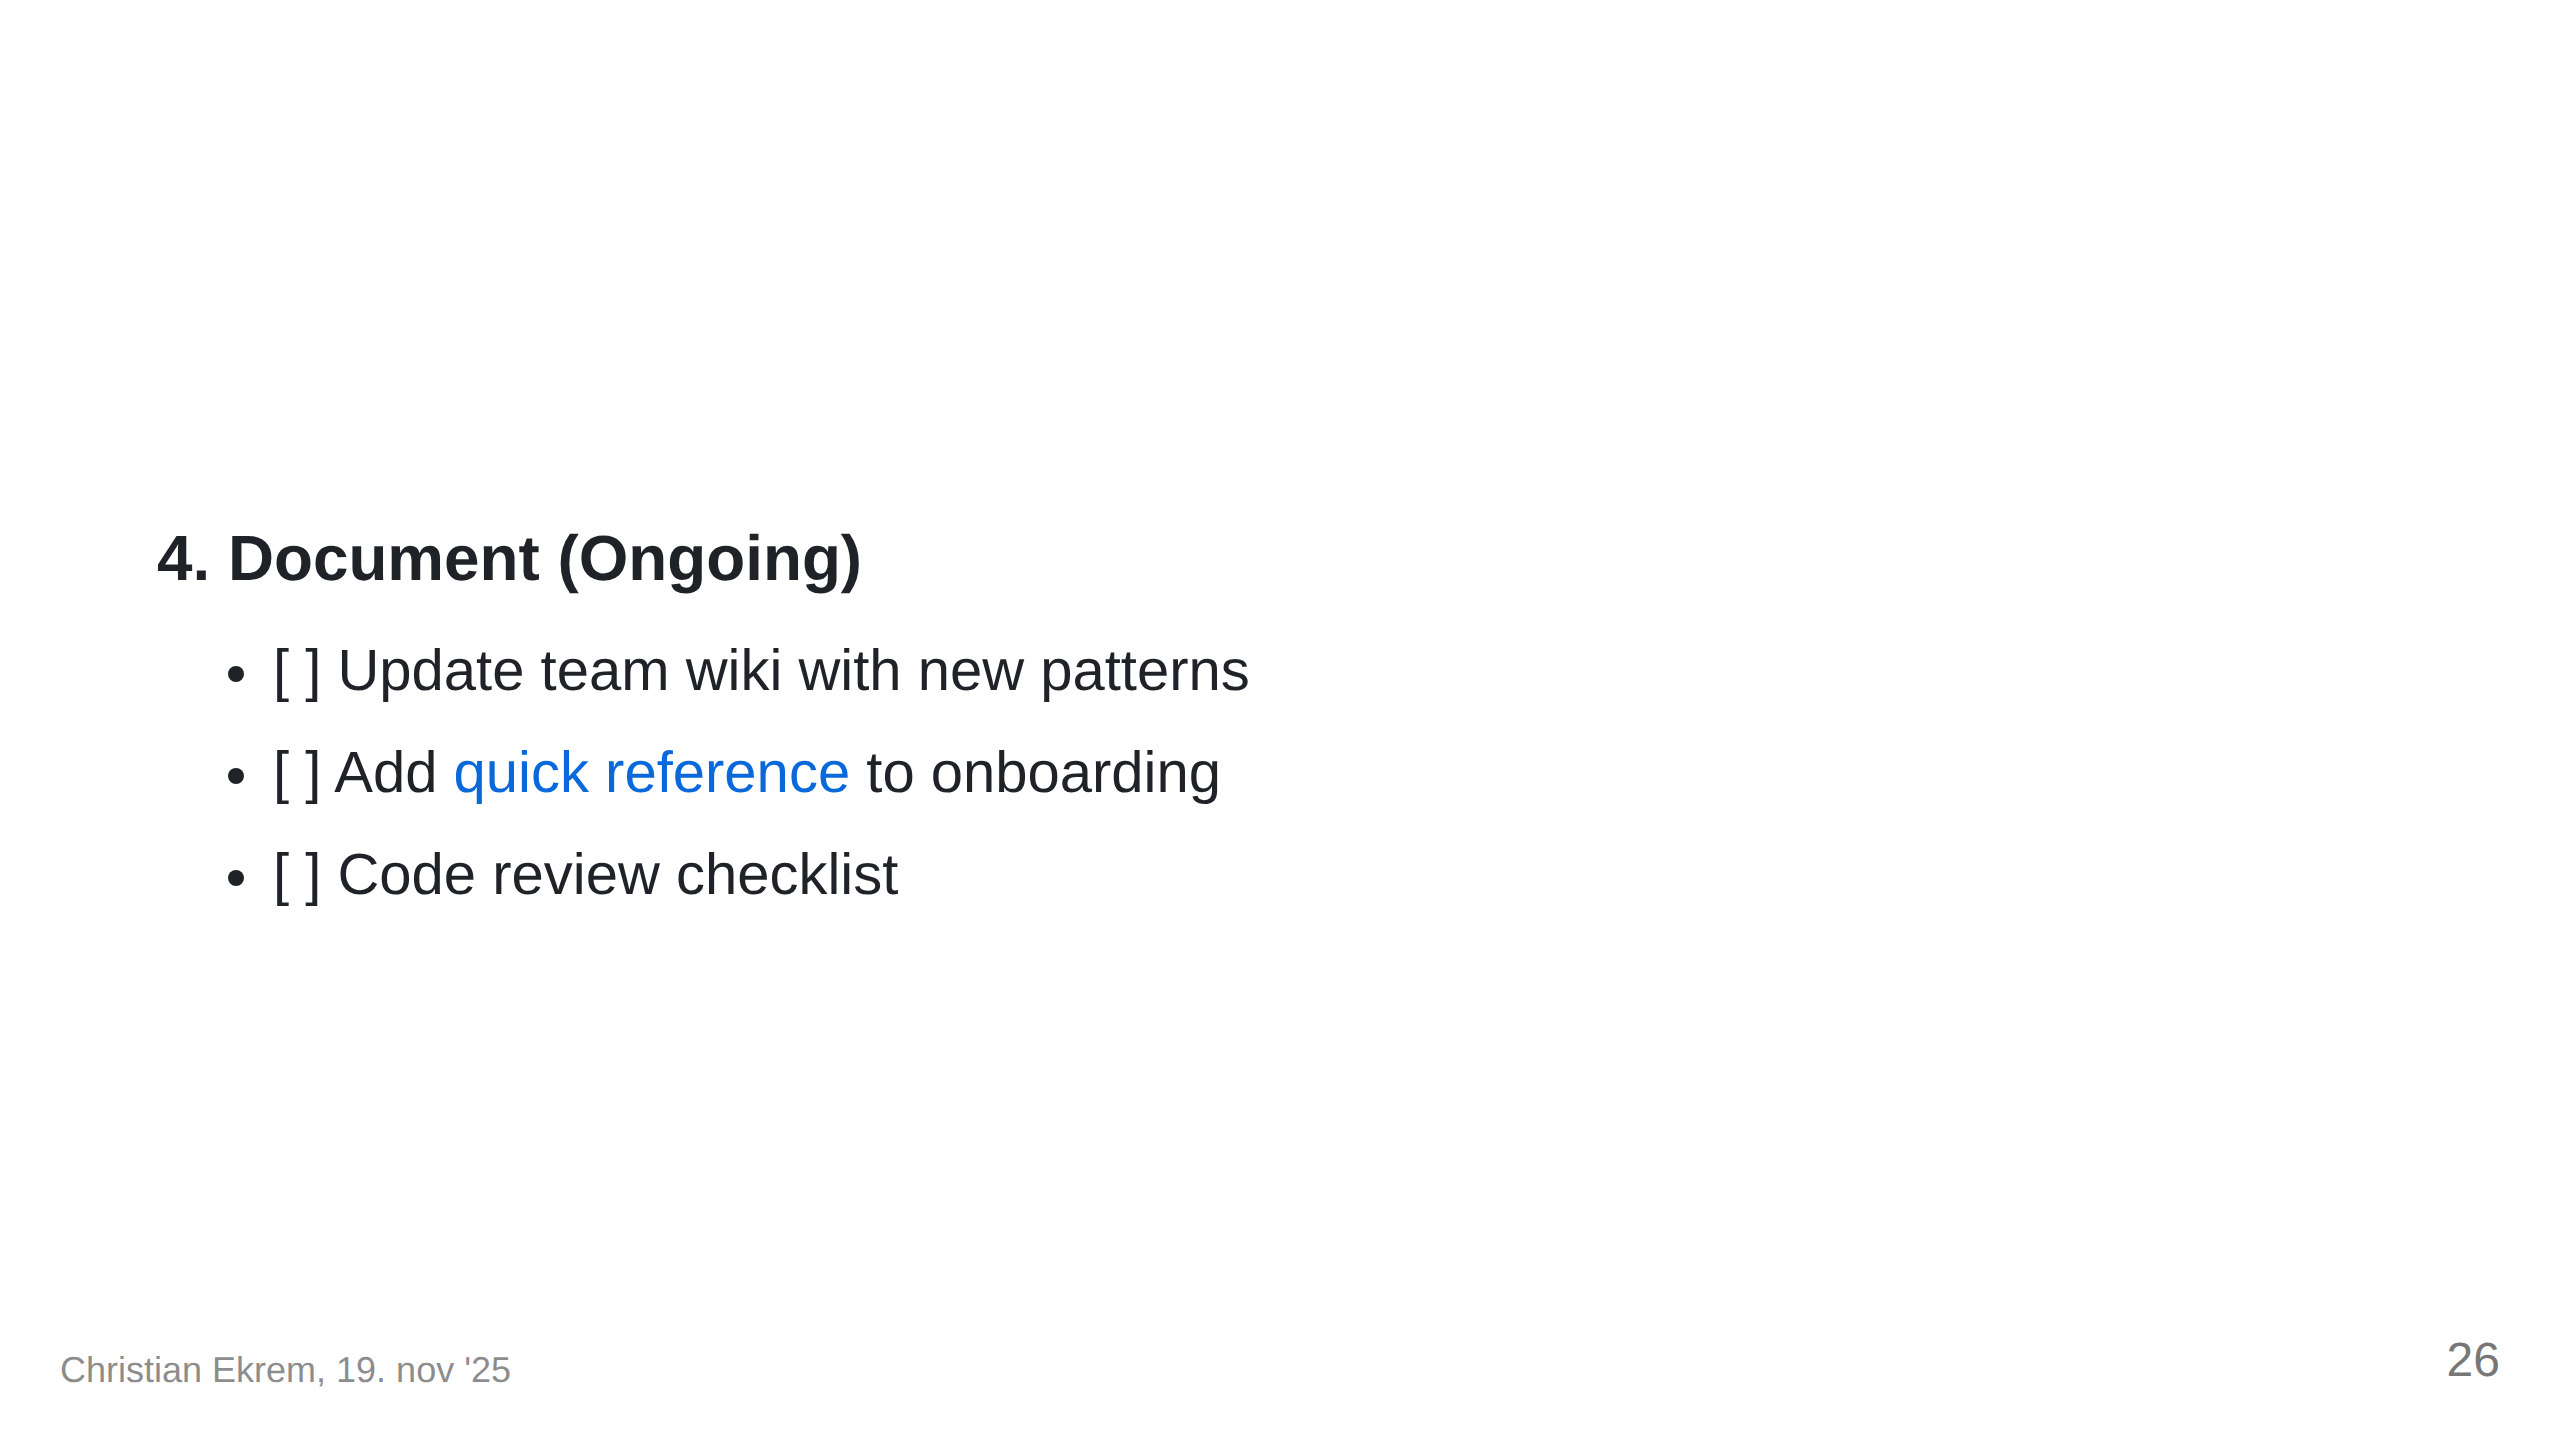 4. Document (Ongoing)
• [ ] Update team wiki with new patterns
• [ ] Add quick reference to onboarding
• [ ] Code review checklist
Christian Ekrem, 19. nov '25
26